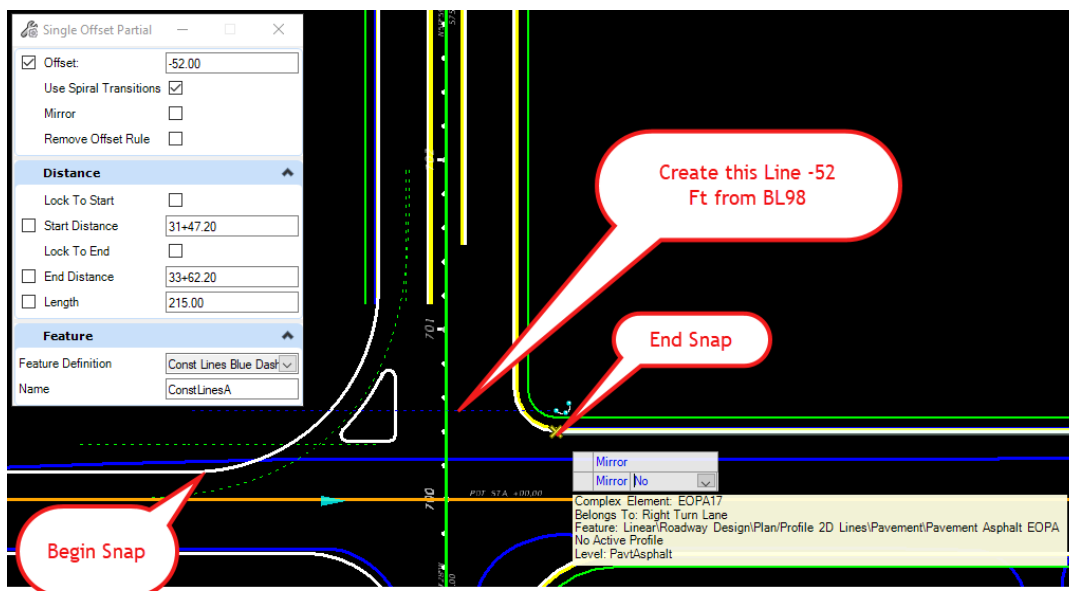 Single Offset Partial
Offset: -52.00
Use Spiral Transitions
Mirror
Remove Offset Rule
Distance
Lock To Start
Start Distance 31+47.20
Lock To End
End Distance 33+62.20
Length 215.00
Feature
Feature Definition Const Lines Blue Dash
Name ConstLinesA
Create this Line -52
Ft from BL98
End Snap
701
Mirror
Mirror No
700
POT STA +00.00
Complex Element: EOPA17
Belongs To: Right Turn Lane
Feature: Linear\Roadway Design\Plan/Profile 2D Lines\Pavement\Pavement Asphalt EOPA
No Active Profile
Level: PavtAsphalt
Begin Snap